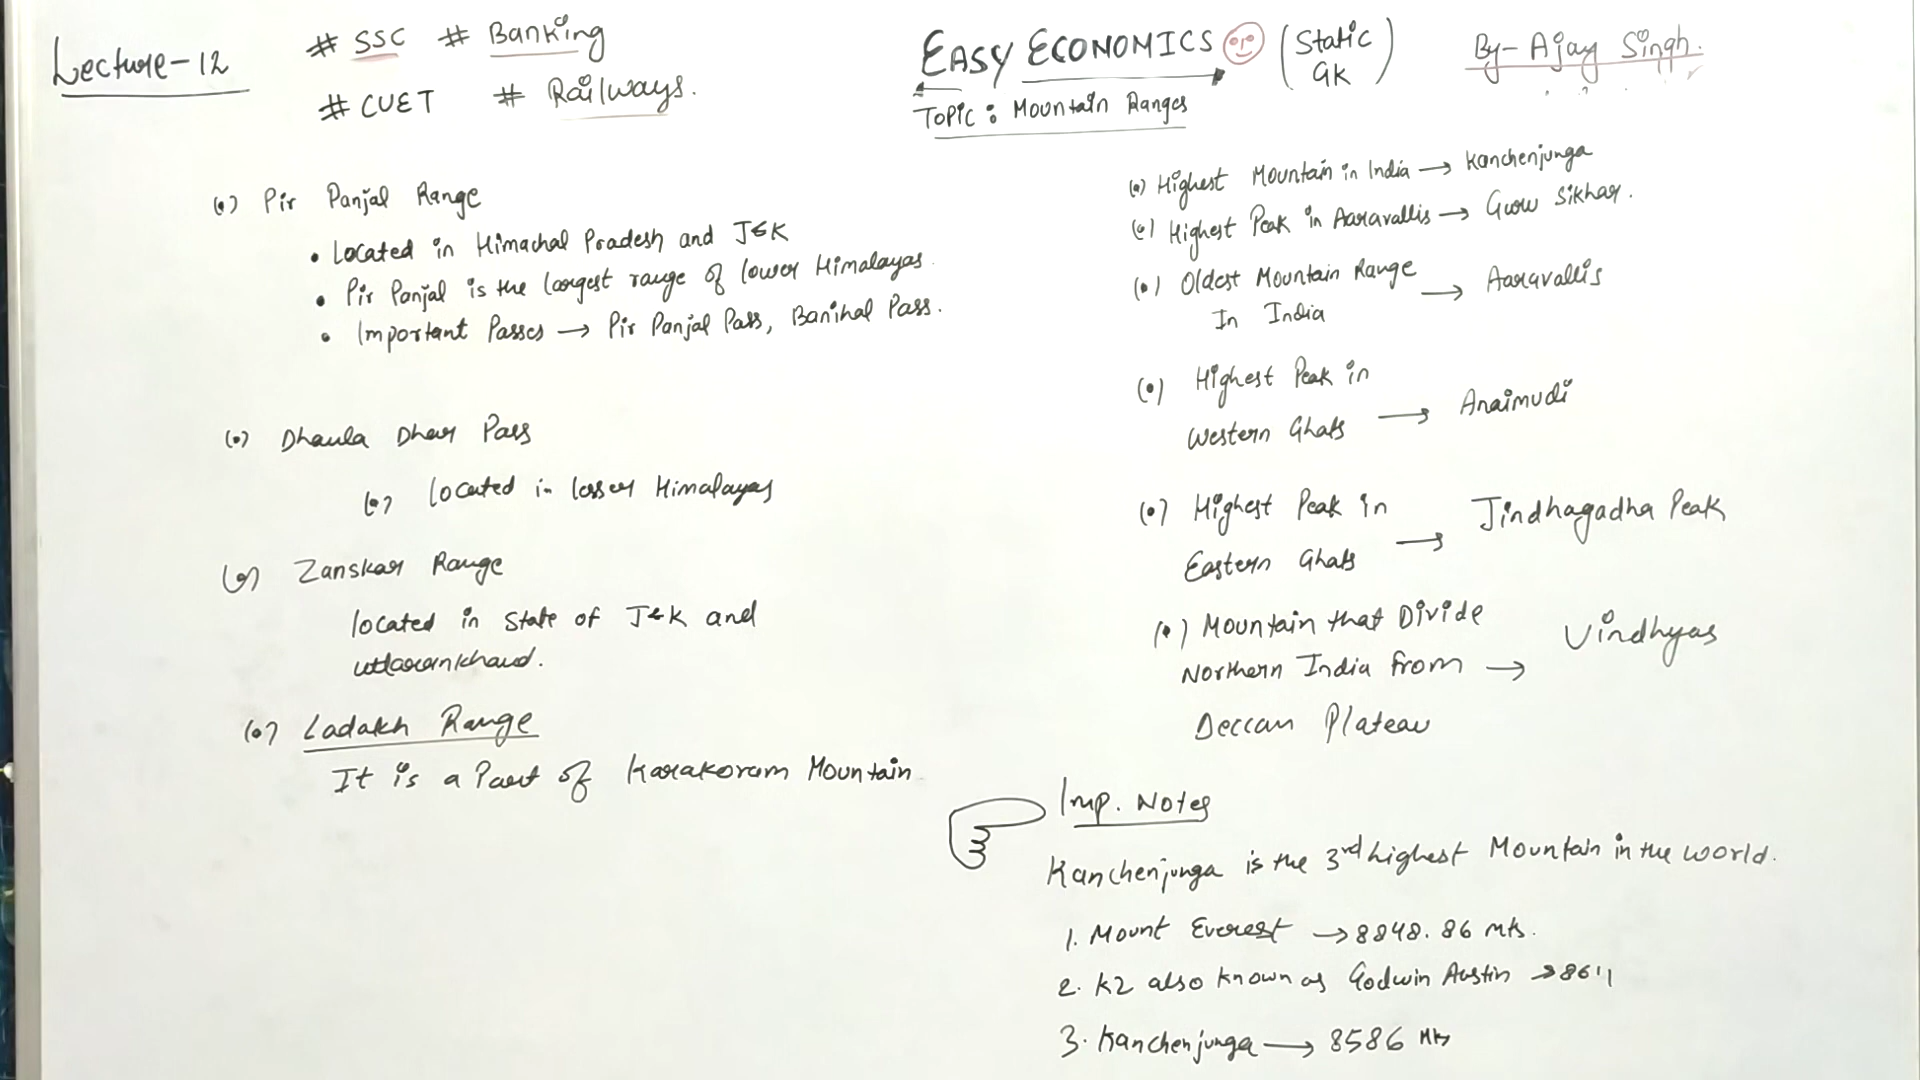 Lecture-12
# SSC # Banking
# CUET # Railways.
EASY ECONOMICS (Static GK)
By- Ajay Singh.
Topic: Mountain Ranges
(•) Pir Panjal Range
• Located in Himachal Pradesh and J&K
• Pir Panjal is the largest range of lower Himalayas.
• Important Passes → Pir Panjal Pass, Banihal Pass.
(•) Dhaula Dhar Pass
(•) located in lesser Himalayas
(•) Zanskar Range
located in state of J&K and
(•) Ladakh Range
It is a Part of Karakoram Mountain
(•) Highest Mountain in India → Kanchenjunga
(•) Highest Peak in Aaravallis → Guru Sikhar.
(•) Oldest Mountain Range → Aaravallis
In India
(•) Highest Peak in
Western Ghats → Anaimudi
(•) Highest Peak in
Eastern Ghats → Jindhagadha Peak
(•) Mountain that Divide
Northern India from → Vindhyas
Deccan Plateau
Imp. Notes
Kanchenjunga is the 3rd highest Mountain in the world.
1. Mount Everest → 8848.86 mts.
2. K2 also known as Godwin Austin → 8611
3. Kanchenjunga → 8586 Mts